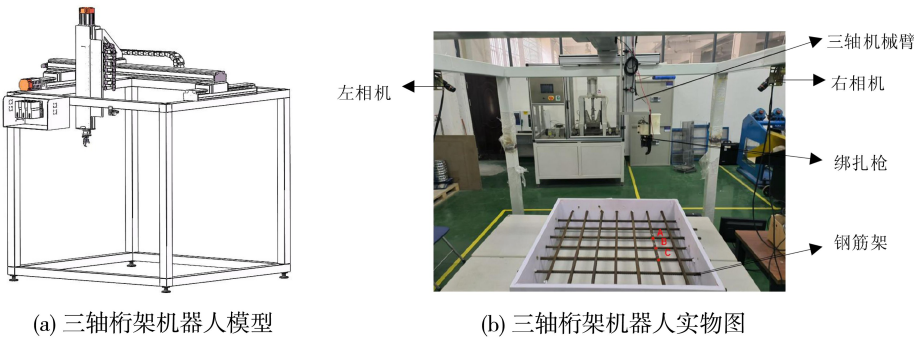 三轴机械臂
左相机
右相机
绑扎枪
A
B
C
钢筋架
(a) 三轴桁架机器人模型
(b) 三轴桁架机器人实物图